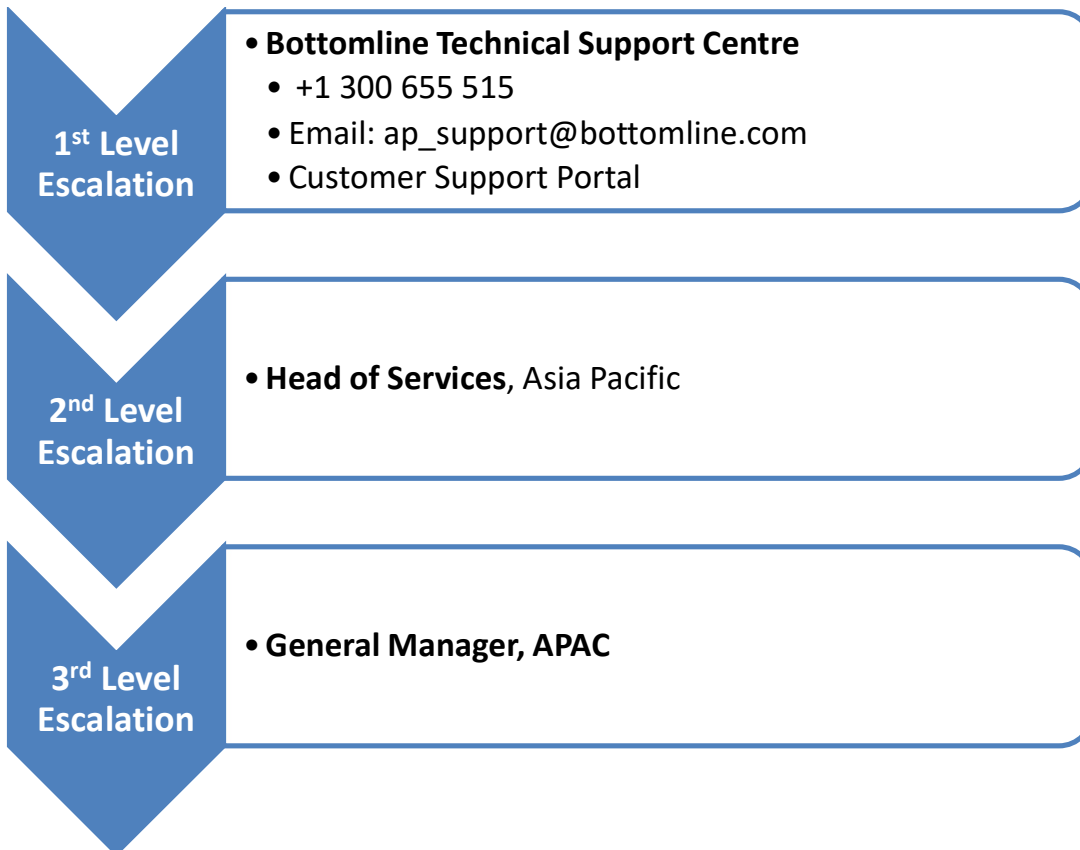 1st Level
Escalation
• Bottomline Technical Support Centre
• +1 300 655 515
• Email: ap_support@bottomline.com
• Customer Support Portal
2nd Level
Escalation
• Head of Services, Asia Pacific
3rd Level
Escalation
• General Manager, APAC